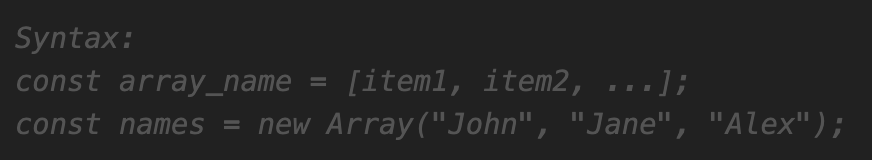 Syntax:
const array_name = [item1, item2, ...];
const names = new Array("John", "Jane", "Alex");